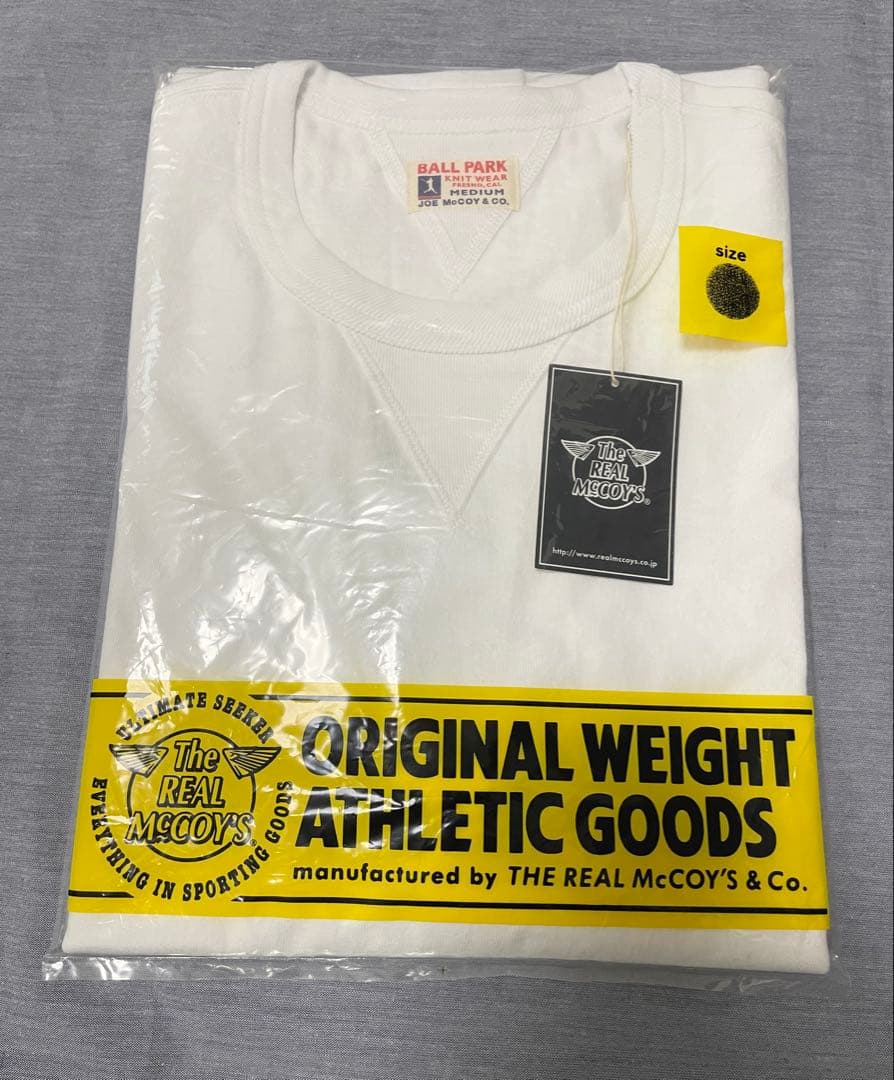 BALL PARK
KNIT WEAR
FRESNO, CAL
MEDIUM
JOE McCOY & CO.
size
The
REAL
McCOY'S®
http://www.realmccoys.co.jp
ULTIMATE SEEKER
The
REAL
McCOY'S®
EVERYTHING IN SPORTING GOODS
ORIGINAL WEIGHT
ATHLETIC GOODS
manufactured by THE REAL McCOY'S & Co.